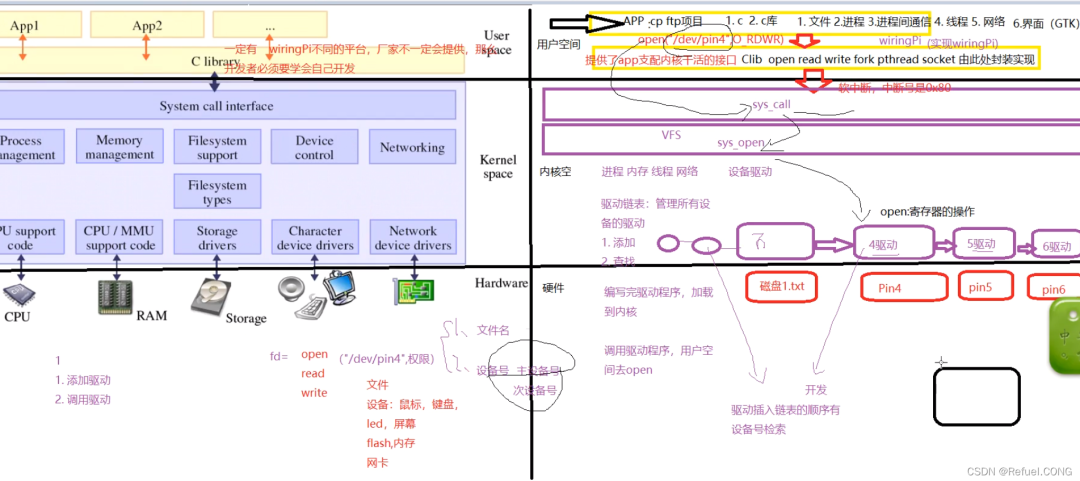 App1
App2
...
User
space
一定有 wiringPi不同的平台，厂家不一定会提供，那么
开发者必须要学会自己开发
C library
System call interface
Process
management
Memory
management
Filesystem
support
Device
control
Networking
Kernel
space
Filesystem
types
CPU support
code
CPU / MMU
support code
Storage
drivers
Character
device drivers
Network
device drivers
Hardware
CPU
RAM
Storage
1
1. 添加驱动
2. 调用驱动
fd=
open
("/dev/pin4",权限)
read
write
文件
设备：鼠标，键盘，
led，屏幕
flash,内存
网卡
1、
文件名
2、
设备号
主设备号
次设备号
用户空间
APP :cp ftp项目
1. c 2. c库
1. 文件 2.进程 3.进程间通信 4. 线程 5. 网络
6.界面（GTK）
open("/dev/pin4",O_RDWR)
wiringPi
(实现wiringPi)
提供了app支配内核干活的接口
Clib open read write fork pthread socket 由此处封装实现
软中断，中断号是0x80
sys_call
VFS
sys_open
内核空
进程 内存 线程 网络
设备驱动
驱动链表：管理所有设
备的驱动
1. 添加
2. 查找
open:寄存器的操作
4驱动
5驱动
6驱动
硬件
磁盘1.txt
Pin4
pin5
pin6
编写完驱动程序，加载
到内核
调用驱动程序，用户空
间去open
开发
驱动插入链表的顺序有
设备号检索
中
CSDN @Refuel.CONG